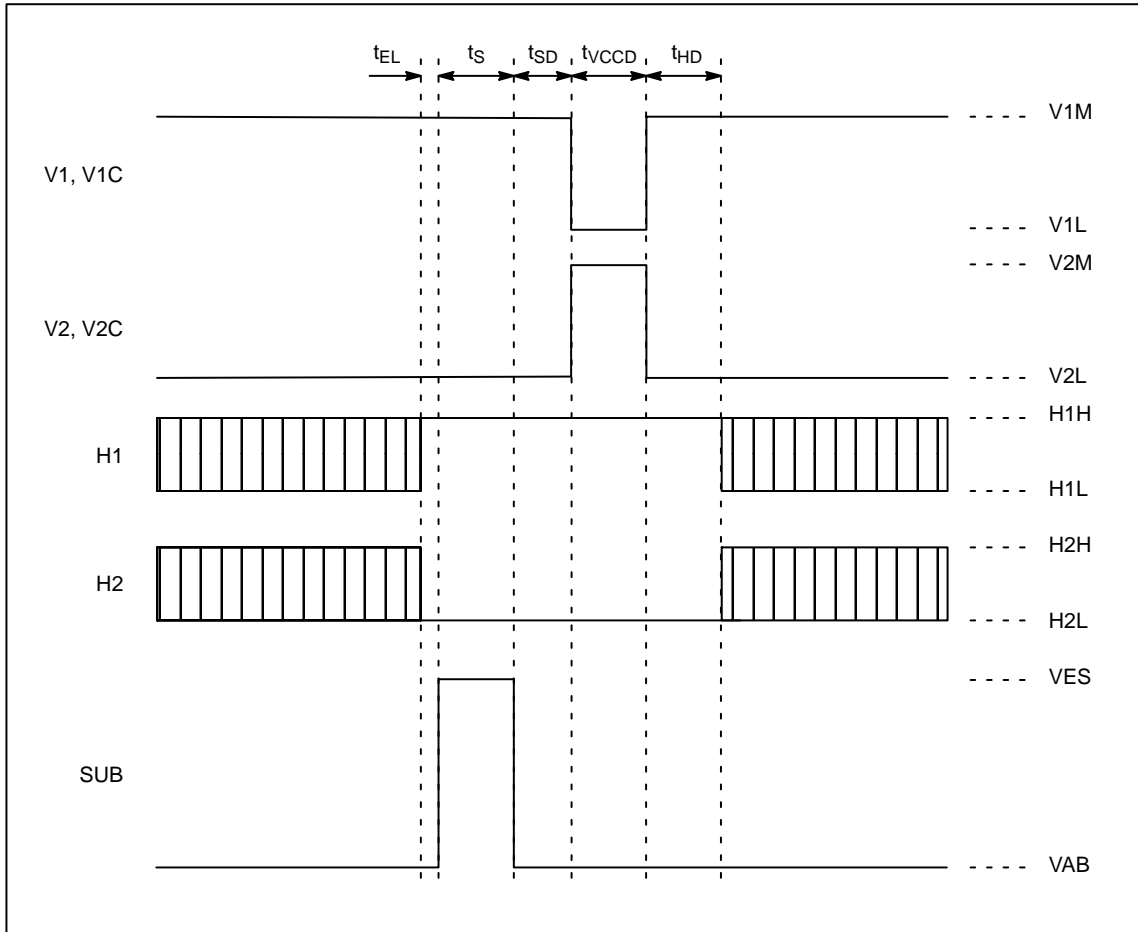 tEL tS tSD tVCCD tHD
V1M
V1, V1C
V1L
V2M
V2, V2C
V2L
H1H
H1
H1L
H2H
H2
H2L
VES
SUB
VAB